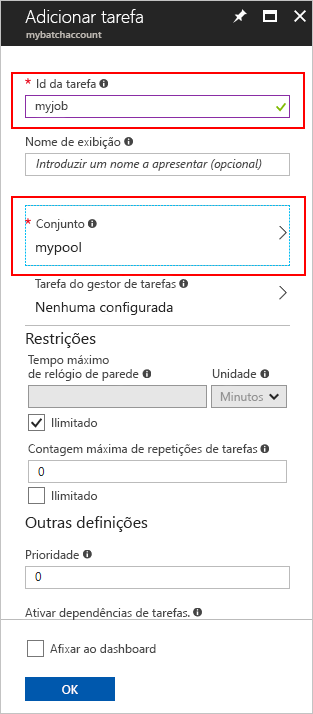 Adicionar tarefa
mybatchaccount
* Id da tarefa
myjob
Nome de exibição
Introduzir um nome a apresentar (opcional)
* Conjunto
mypool
Tarefa do gestor de tarefas
Nenhuma configurada
Restrições
Tempo máximo
de relógio de parede Unidade
Minutos
Ilimitado
Contagem máxima de repetições de tarefas
0
Ilimitado
Outras definições
Prioridade
0
Ativar dependências de tarefas.
Afixar ao dashboard
OK